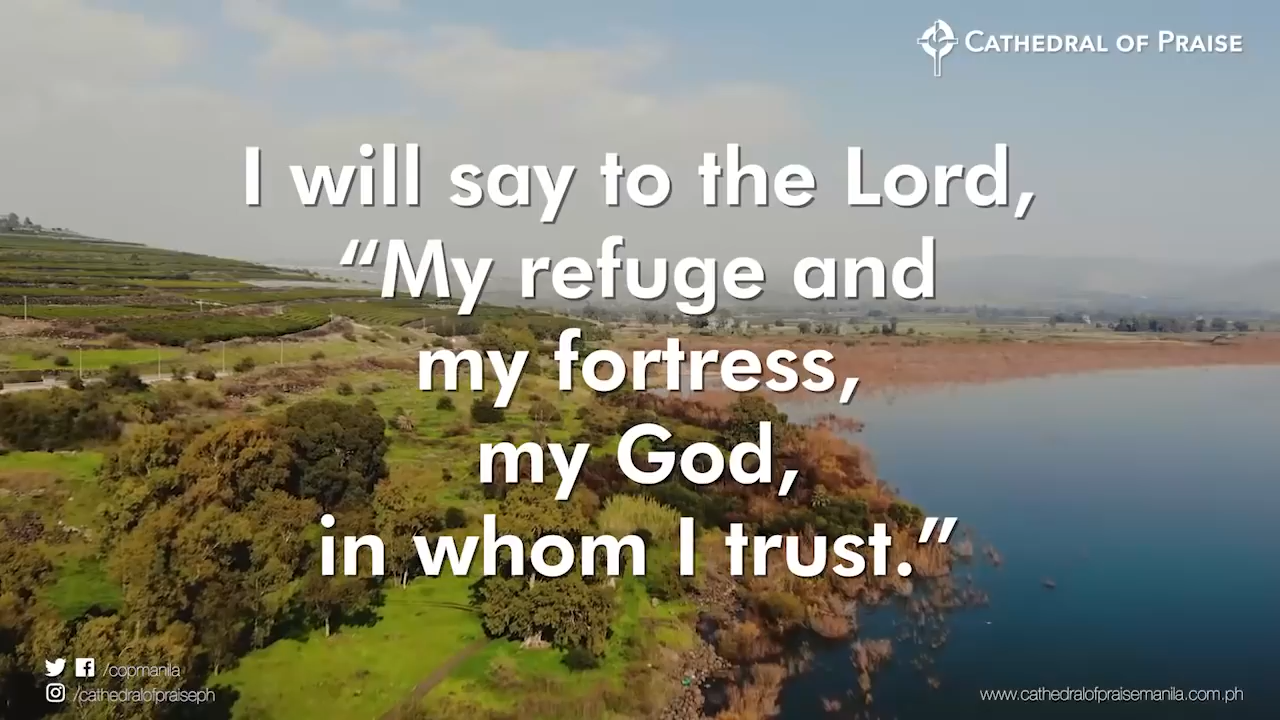 CATHEDRAL OF PRAISE
I will say to the Lord,
“My refuge and
my fortress,
my God,
in whom I trust.”
/copmanila
/cathedralofpraiseph
www.cathedralofpraisemanila.com.ph